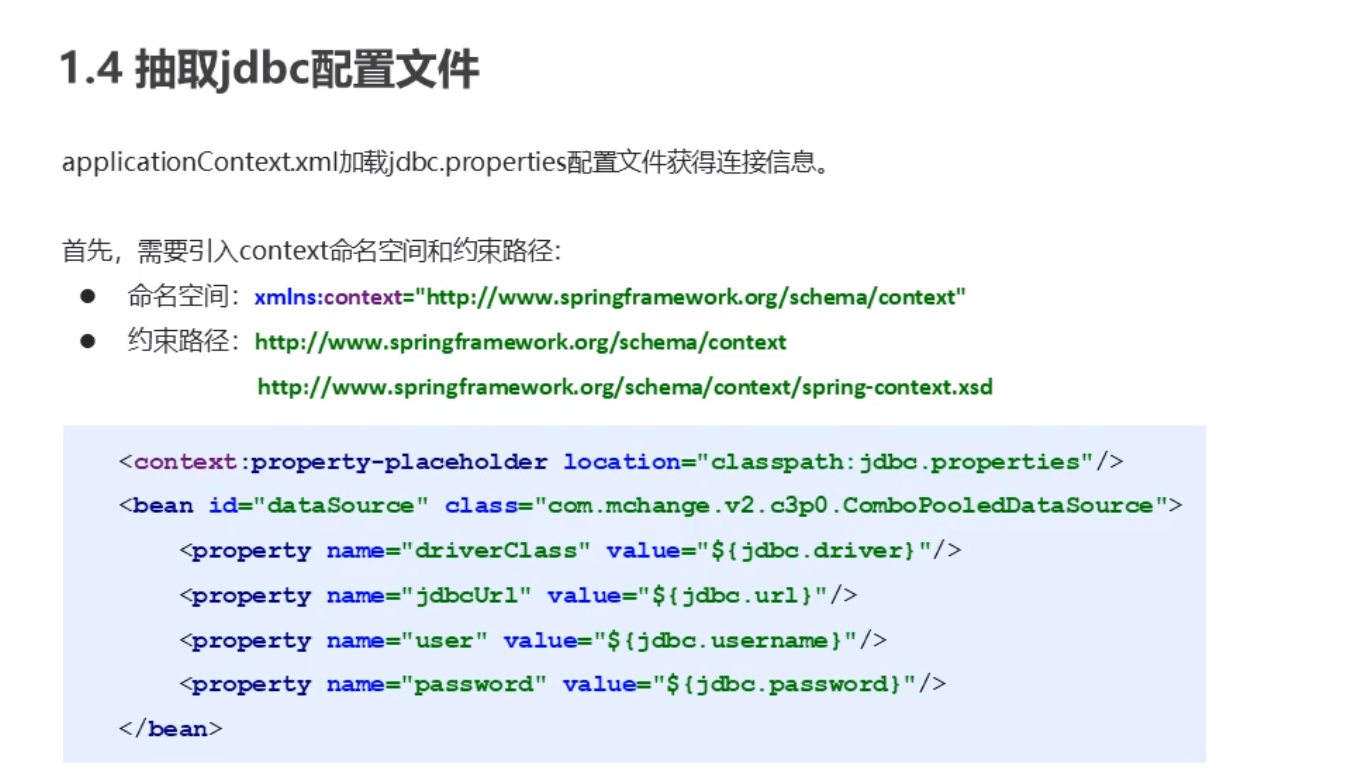 1.4 抽取jdbc配置文件
applicationContext.xml加载jdbc.properties配置文件获得连接信息。
首先，需要引入context命名空间和约束路径：
● 命名空间：xmlns:context="http://www.springframework.org/schema/context"
● 约束路径：http://www.springframework.org/schema/context
http://www.springframework.org/schema/context/spring-context.xsd
<context:property-placeholder location="classpath:jdbc.properties"/>
<bean id="dataSource" class="com.mchange.v2.c3p0.ComboPooledDataSource">
<property name="driverClass" value="${jdbc.driver}"/>
<property name="jdbcUrl" value="${jdbc.url}"/>
<property name="user" value="${jdbc.username}"/>
<property name="password" value="${jdbc.password}"/>
</bean>